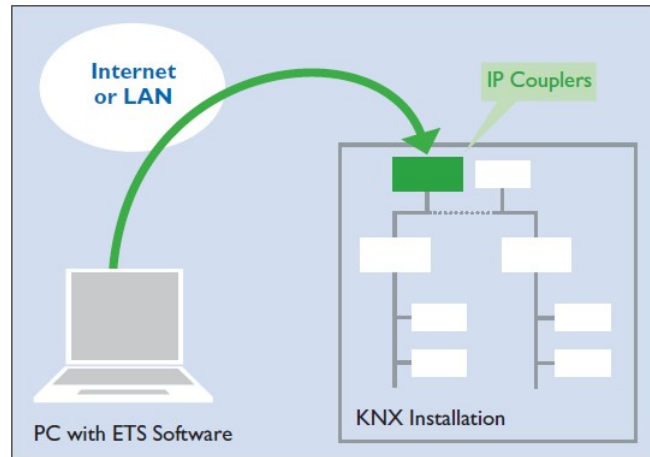 Internet
or LAN
IP Couplers
PC with ETS Software
KNX Installation